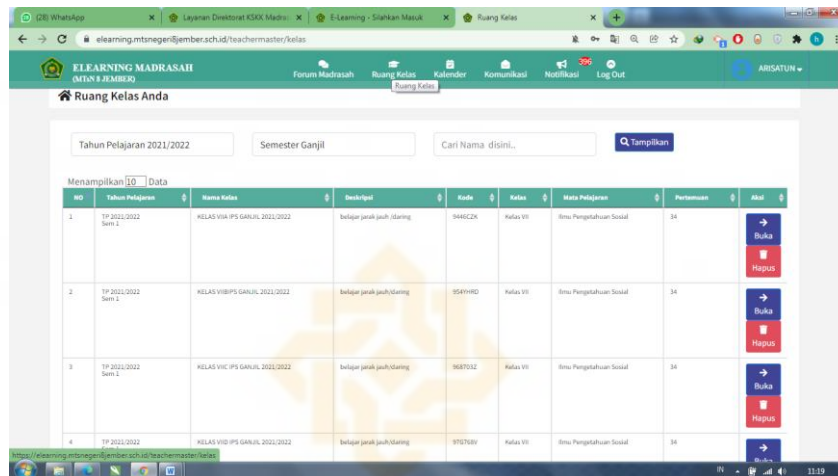 (28) WhatsApp
Layanan Direktorat KSKK Madras
E-Learning - Silahkan Masuk
Ruang Kelas
elearning.mtsnegeri8jember.sch.id/teachermaster/kelas
ELEARNING MADRASAH
(MTsN 8 JEMBER)
Forum Madrasah
Ruang Kelas
Kalender
Komunikasi
Notifikasi
396
Log Out
ARISATUN
Ruang Kelas
Ruang Kelas Anda
Tahun Pelajaran 2021/2022
Semester Ganjil
Cari Nama disini..
Tampilkan
Menampilkan 10 Data
NO Tahun Pelajaran Nama Kelas Deskripsi Kode Kelas Mata Pelajaran Pertemuan Aksi
1 TP 2021/2022 KELAS VIIA IPS GANJIL 2021/2022 belajar jarak jauh /daring 9446CZK Kelas VII Ilmu Pengetahuan Sosial 34
Sem 1
Buka
Hapus
2 TP 2021/2022 KELAS VIIBIPS GANJIL 2021/2022 belajar jarak jauh/daring 954YHRD Kelas VII Ilmu Pengetahuan Sosial 34
Sem 1
Buka
Hapus
3 TP 2021/2022 KELAS VIIC IPS GANJIL 2021/2022 belajar jarak jauh/daring Kelas VII Ilmu Pengetahuan Sosial 34
Sem 1
Buka
Hapus
4 TP 2021/2022 KELAS VIID IPS GANJIL 2021/2022 belajar jarak jauh/daring Kelas VII Ilmu Pengetahuan Sosial 34
Buka
https://elearning.mtsnegeri8jember.sch.id/teachermaster/kelas
IN
11:19